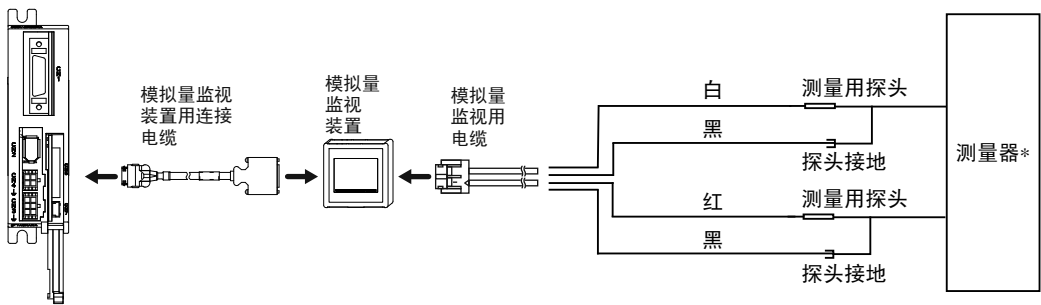 模拟量监视
装置用连接
电缆
模拟量
监视
装置
模拟量
监视用
电缆
白
测量用探头
黑
探头接地
红
测量用探头
黑
探头接地
测量器*